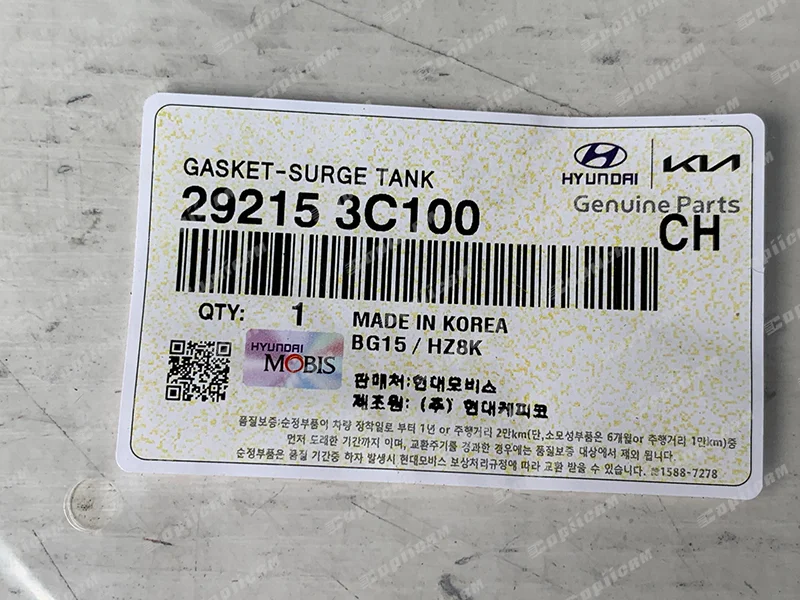 GASKET-SURGE TANK
29215 3C100
HYUNDAI
KIA
Genuine Parts
CH
QTY: 1
MADE IN KOREA
BG15 / HZ8K
HYUNDAI
MOBIS
판매처:현대모비스
제조원: (주) 현대케피코
품질보증:순정부품이 차량 장착일로 부터 1년 or 주행거리 2만km(단,소모성부품은 6개월or 주행거리 1만km)중
먼저 도래한 기간까지 이며, 교환주기를 경과한 경우에는 품질보증 대상에서 제외 됩니다.
순정부품은 품질 기간중 하자 발생시 현대모비스 보상처리규정에 따라 교환 받을 수 있습니다. ☎1588-7278